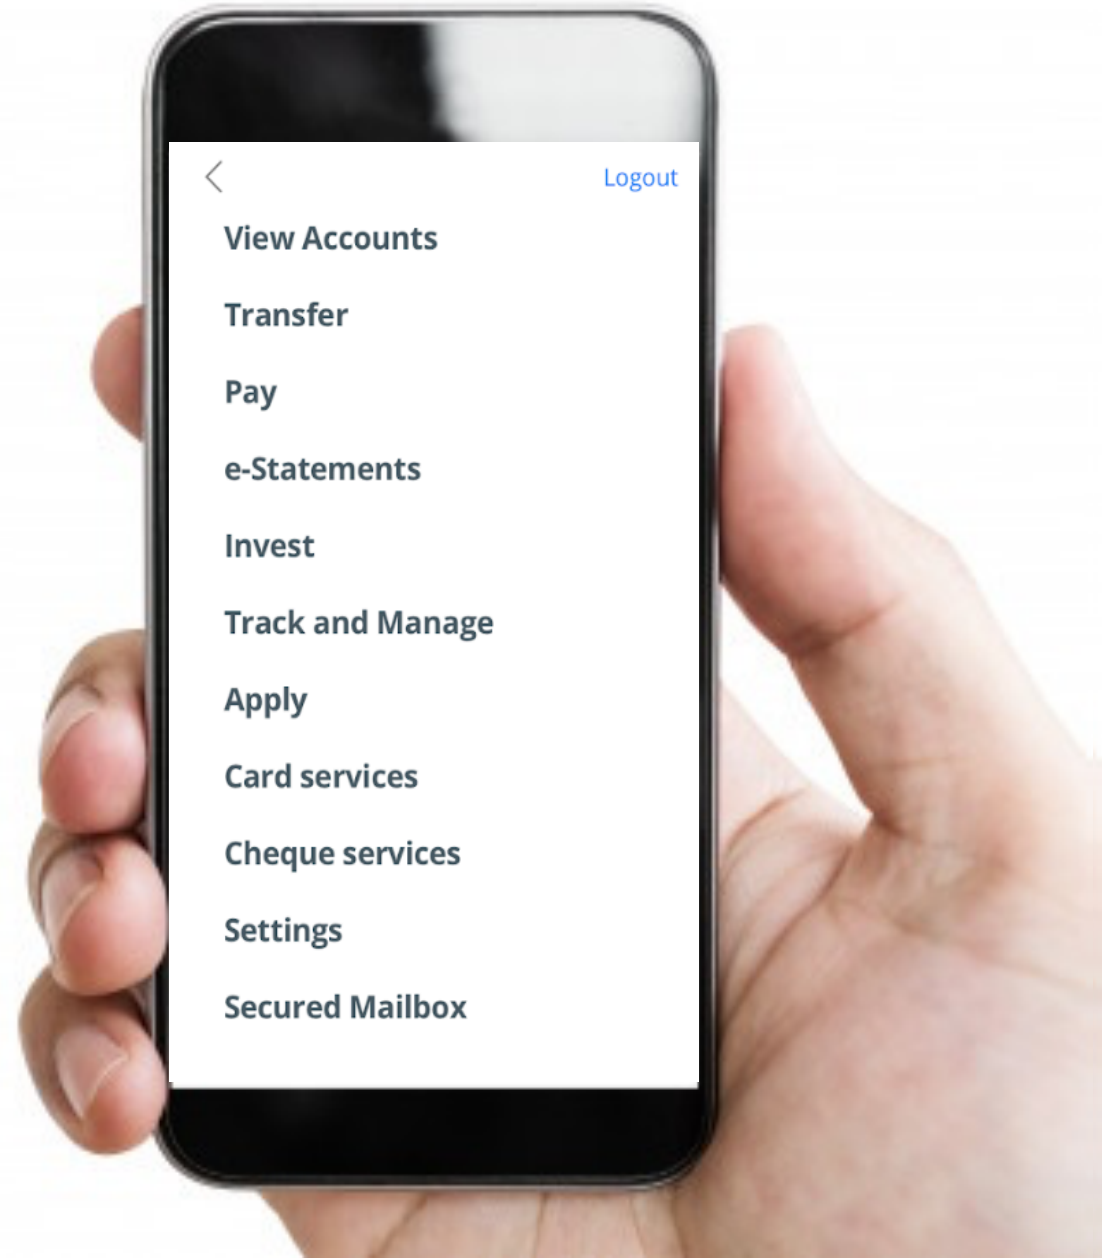 Logout
View Accounts
Transfer
Pay
e-Statements
Invest
Track and Manage
Apply
Card services
Cheque services
Settings
Secured Mailbox